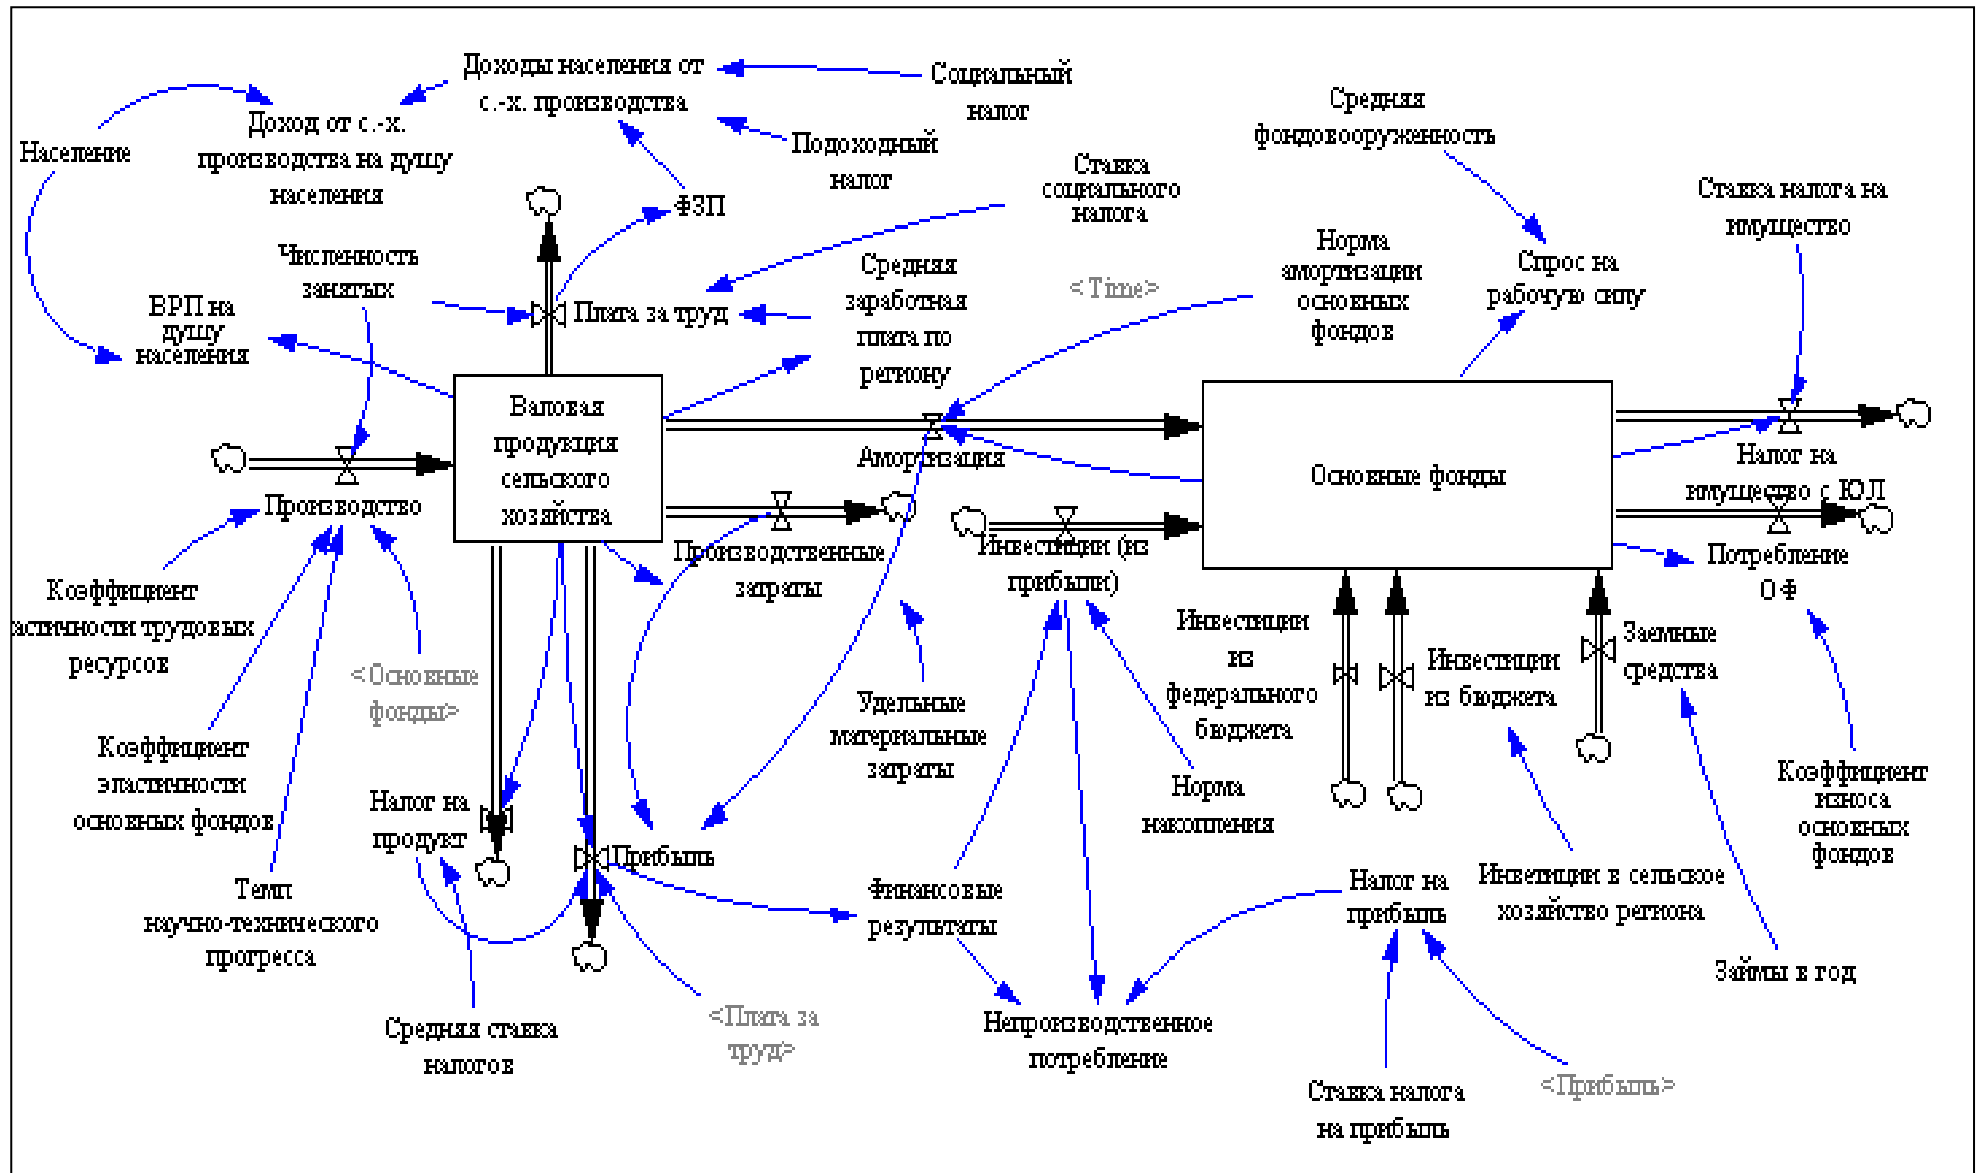 Доходы населения от
с.-х. производства
Социальный
налог
Средняя
фондовооруженность
Доход от с.-х.
производства на душу
населения
Население
Подоходный
налог
Ставка
социального
налога
ФЗП
Ставка налога на
имущество
Численность
занятых
Средняя
заработная
плата по
региону
<Time>
Норма
амортизации
основных
фондов
Спрос на
рабочую силу
ВРП на
душу
населения
Плата за труд
Валовая
продукция
сельского
хозяйства
Амортизация
Основные фонды
Налог на
имущество с ЮЛ
Производство
Производственные
затраты
Инвестиции (из
прибыли)
Потребление
ОФ
Коэффициент
астичности трудовых
ресурсов
<Основные
фонды>
Инвестиции
из
федерального
бюджета
Инвестиции
из бюджета
Заемные
средства
Удельные
материальные
затраты
Коэффициент
эластичности
основных фондов
Налог на
продукт
Прибыль
Норма
накопления
Коэффициент
износа
основных
фондов
Темп
научно-технического
прогресса
Финансовые
результаты
Налог на
прибыль
Инветиции в сельское
хозяйство региона
Займы в год
Средняя ставка
налогов
<Плата за
труд>
Непроизводственное
потребление
Ставка налога
на прибыль
<Прибыль>